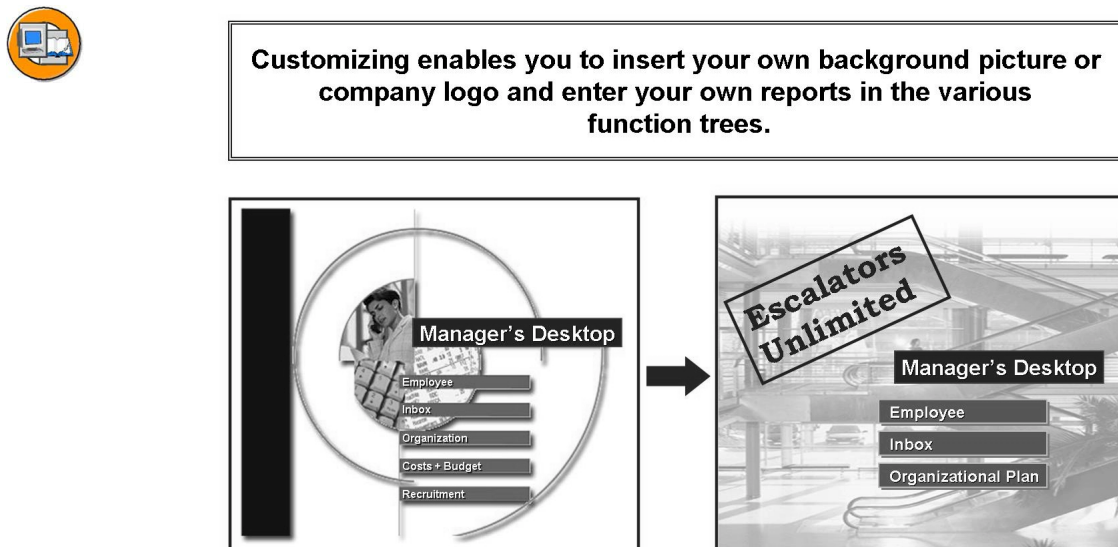 Customizing enables you to insert your own background picture or
company logo and enter your own reports in the various
function trees.
Manager's Desktop
Employee
Inbox
Organization
Costs + Budget
Recruitment
Escalators
Unlimited
Manager's Desktop
Employee
Inbox
Organizational Plan